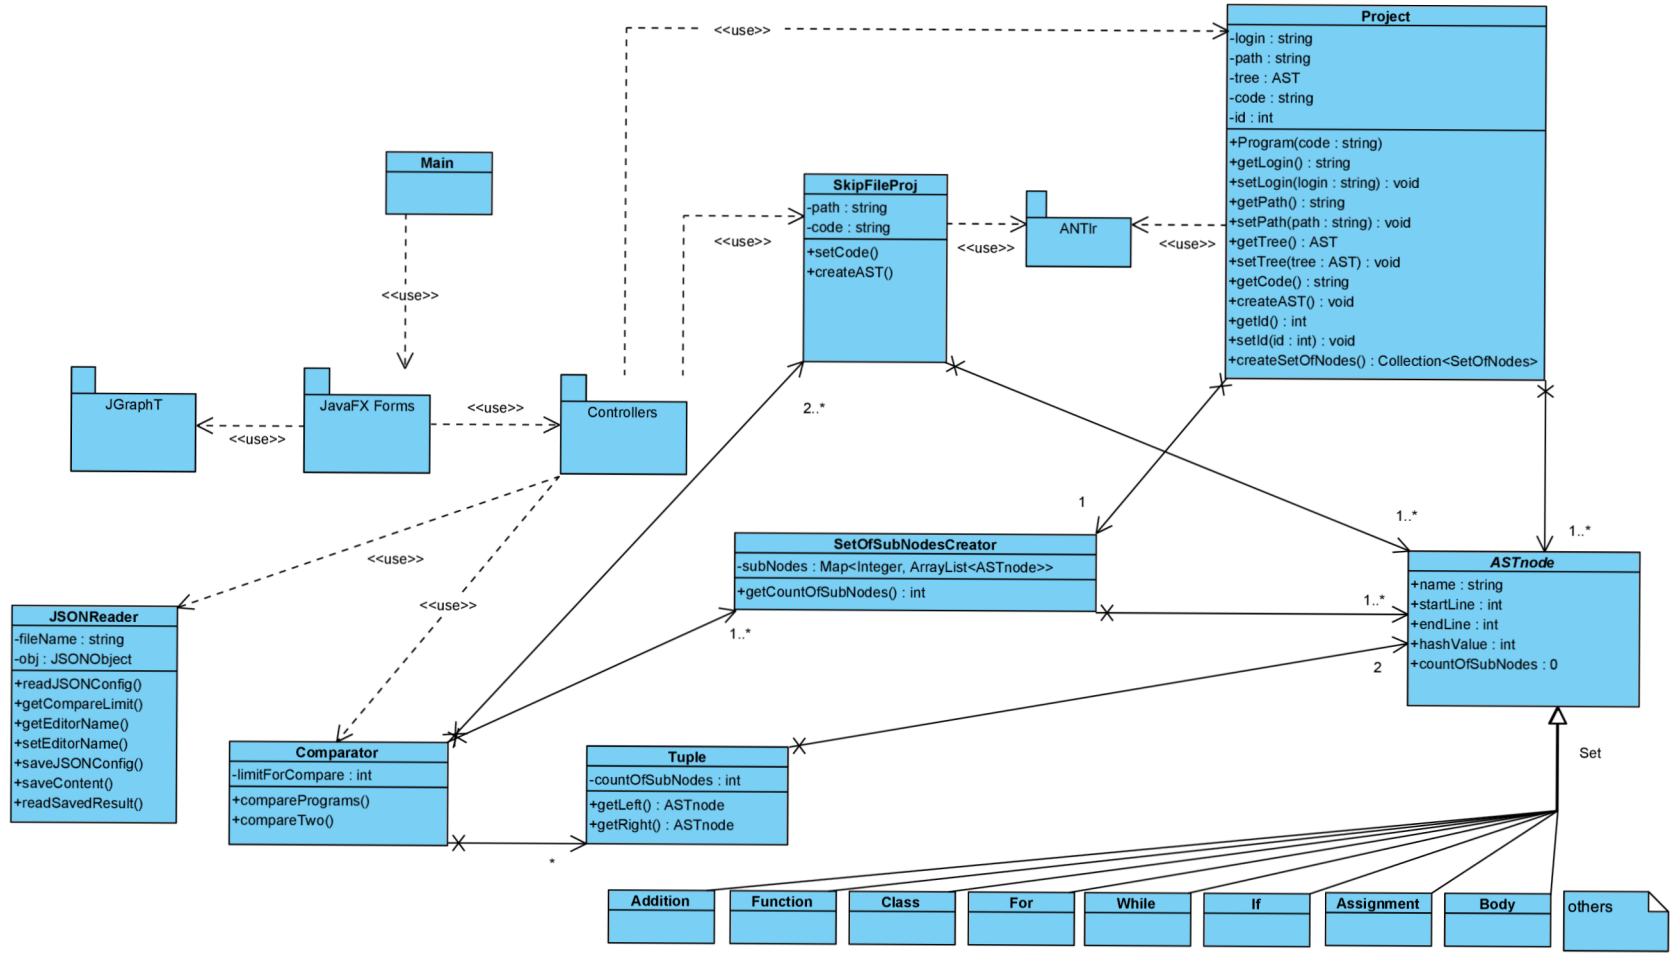 Project
-login : string
-path : string
-tree : AST
-code : string
-id : int
+Program(code : string)
+getLogin() : string
+setLogin(login : string) : void
+getPath() : string
+setPath(path : string) : void
+getTree() : AST
+setTree(tree : AST) : void
+getCode() : string
+createAST() : void
+getId() : int
+setId(id : int) : void
+createSetOfNodes() : Collection<SetOfNodes>
<<use>>
Main
<<use>>
SkipFileProj
-path : string
-code : string
+setCode()
+createAST()
<<use>>
ANTlr
<<use>>
<<use>>
JGraphT
<<use>>
JavaFX Forms
<<use>>
Controllers
2..*
1
1..*
1..*
<<use>>
<<use>>
SetOfSubNodesCreator
-subNodes : Map<Integer, ArrayList<ASTnode>>
+getCountOfSubNodes() : int
1..*
1..*
2
ASTnode
+name : string
+startLine : int
+endLine : int
+hashValue : int
+countOfSubNodes : 0
JSONReader
-fileName : string
-obj : JSONObject
+readJSONConfig()
+getCompareLimit()
+getEditorName()
+setEditorName()
+saveJSONConfig()
+saveContent()
+readSavedResult()
Comparator
-limitForCompare : int
+comparePrograms()
+compareTwo()
*
Tuple
-countOfSubNodes : int
+getLeft() : ASTnode
+getRight() : ASTnode
Set
Addition
Function
Class
For
While
If
Assignment
Body
others